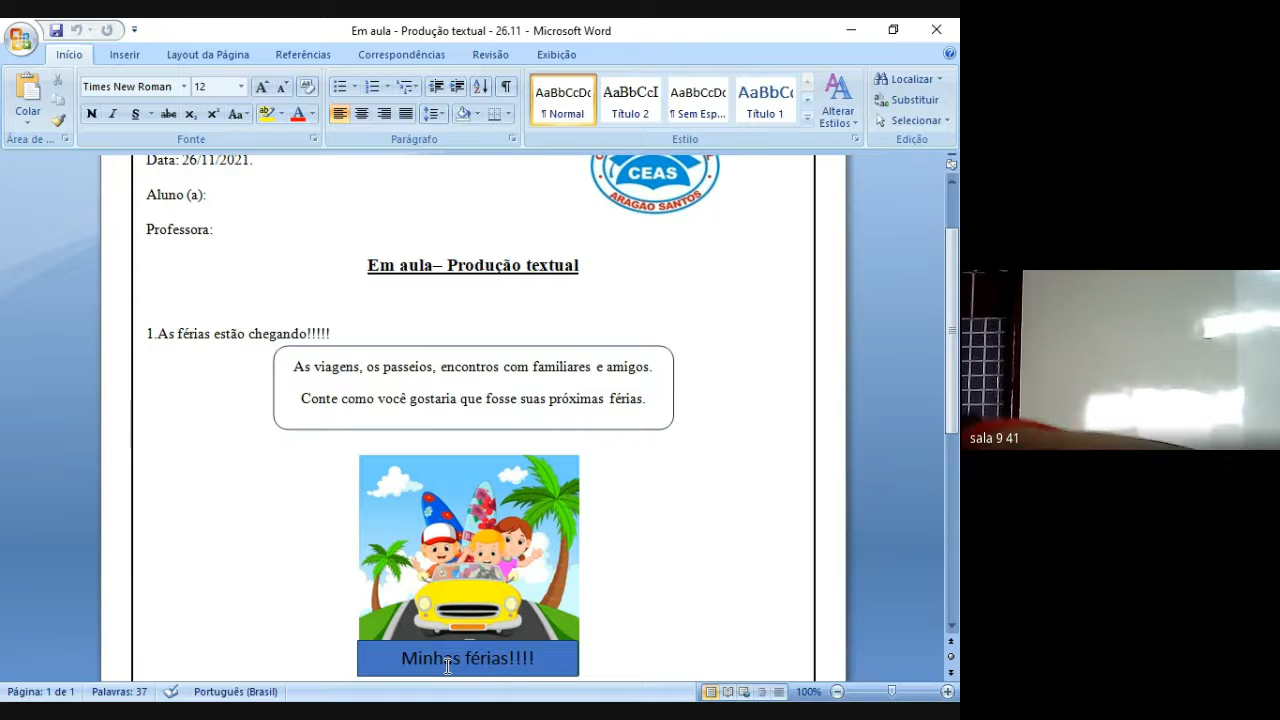 Em aula - Produção textual - 26.11 - Microsoft Word
Início Inserir Layout da Página Referências Correspondências Revisão Exibição
Times New Roman 12
AaBbCcDc AaBbCcI AaBbCcDc AaBbCc
¶ Normal Título 2 ¶ Sem Esp... Título 1
Colar
N I S abc x₂ x² Aa A
Alterar Estilos
Localizar
Substituir
Selecionar
Área de ... Fonte Parágrafo Estilo Edição
Data: 26/11/2021.
CEAS
ARAGÃO SANTOS
Aluno (a):
Professora:
Em aula– Produção textual
1.As férias estão chegando!!!!!
As viagens, os passeios, encontros com familiares e amigos.
Conte como você gostaria que fosse suas próximas férias.
Minhas férias!!!!
sala 9 41
Página: 1 de 1 Palavras: 37 Português (Brasil) 100%